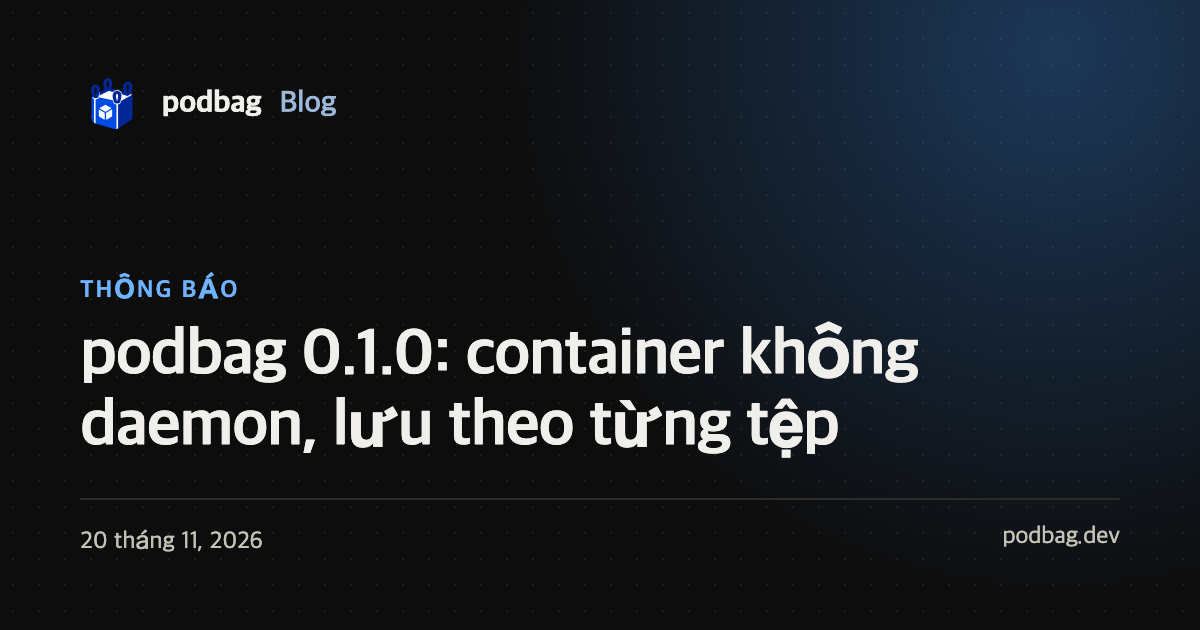 podbag Blog
THÔNG BÁO
podbag 0.1.0: container không
daemon, lưu theo từng tệp
20 tháng 11, 2026
podbag.dev